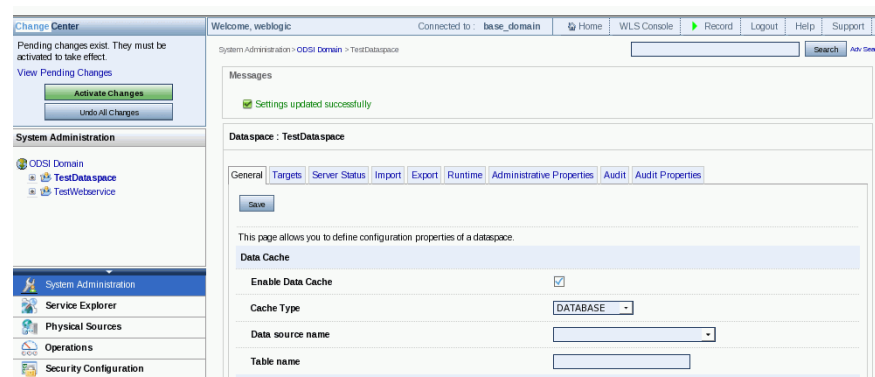 Change Center
Welcome, weblogic
Connected to : base_domain
Home
WLS Console
Record
Logout
Help
Support
Pending changes exist. They must be
activated to take effect.
View Pending Changes
Activate Changes
Undo All Changes
System Administration > ODSI Domain > TestDataspace
Search
Adv Sea
Messages
Settings updated successfully
System Administration
ODSI Domain
TestDataspace
TestWebservice
Dataspace : TestDataspace
General
Targets
Server Status
Import
Export
Runtime
Administrative Properties
Audit
Audit Properties
Save
This page allows you to define configuration properties of a dataspace.
Data Cache
Enable Data Cache
Cache Type
DATABASE
Data source name
Table name
System Administration
Service Explorer
Physical Sources
Operations
Security Configuration